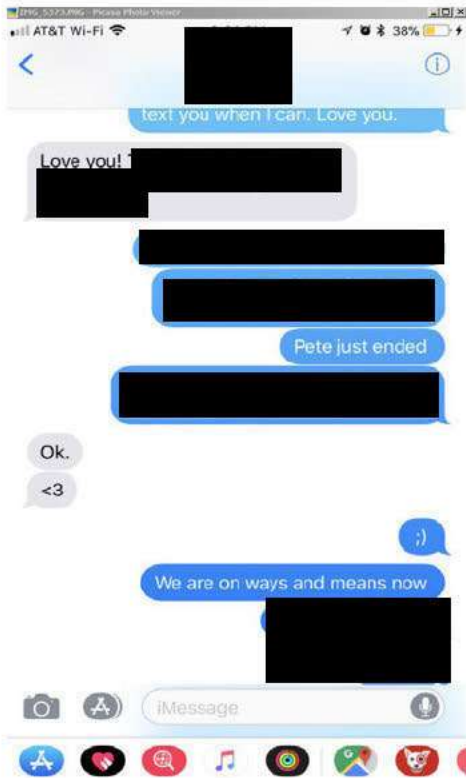 IMG_5373.PNG - Picasa Photo Viewer
AT&T Wi-Fi
38%
text you when I can. Love you.
Love you!
Pete just ended
Ok.
<3
;)
We are on ways and means now
iMessage